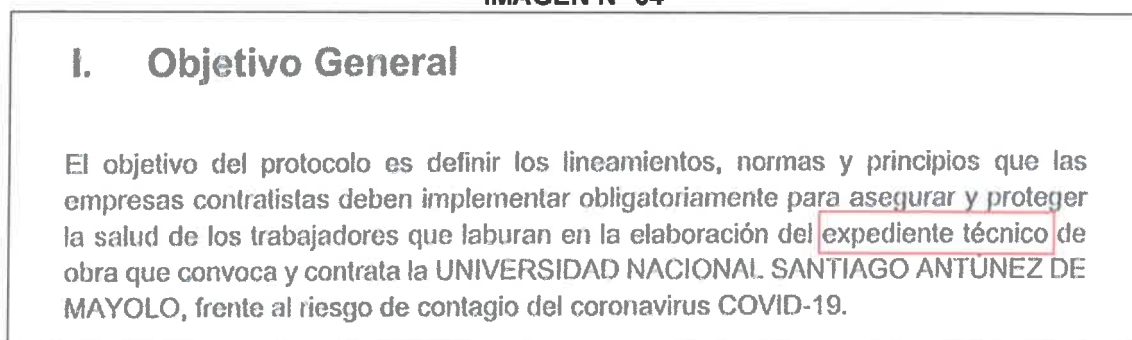 IMAGEN N° 04
I. Objetivo General
El objetivo del protocolo es definir los lineamientos, normas y principios que las
empresas contratistas deben implementar obligatoriamente para asegurar y proteger
la salud de los trabajadores que laburan en la elaboración del expediente técnico de
obra que convoca y contrata la UNIVERSIDAD NACIONAL SANTIAGO ANTÚNEZ DE
MAYOLO, frente al riesgo de contagio del coronavirus COVID-19.